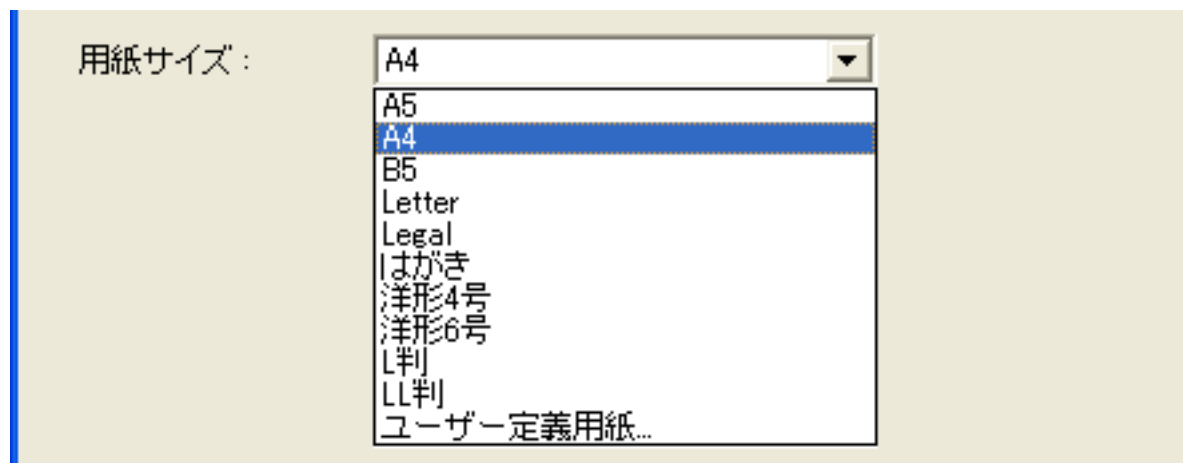 用紙サイズ： A4
A5
A4
B5
Letter
Legal
はがき
洋形4号
洋形6号
L判
LL判
ユーザー定義用紙...